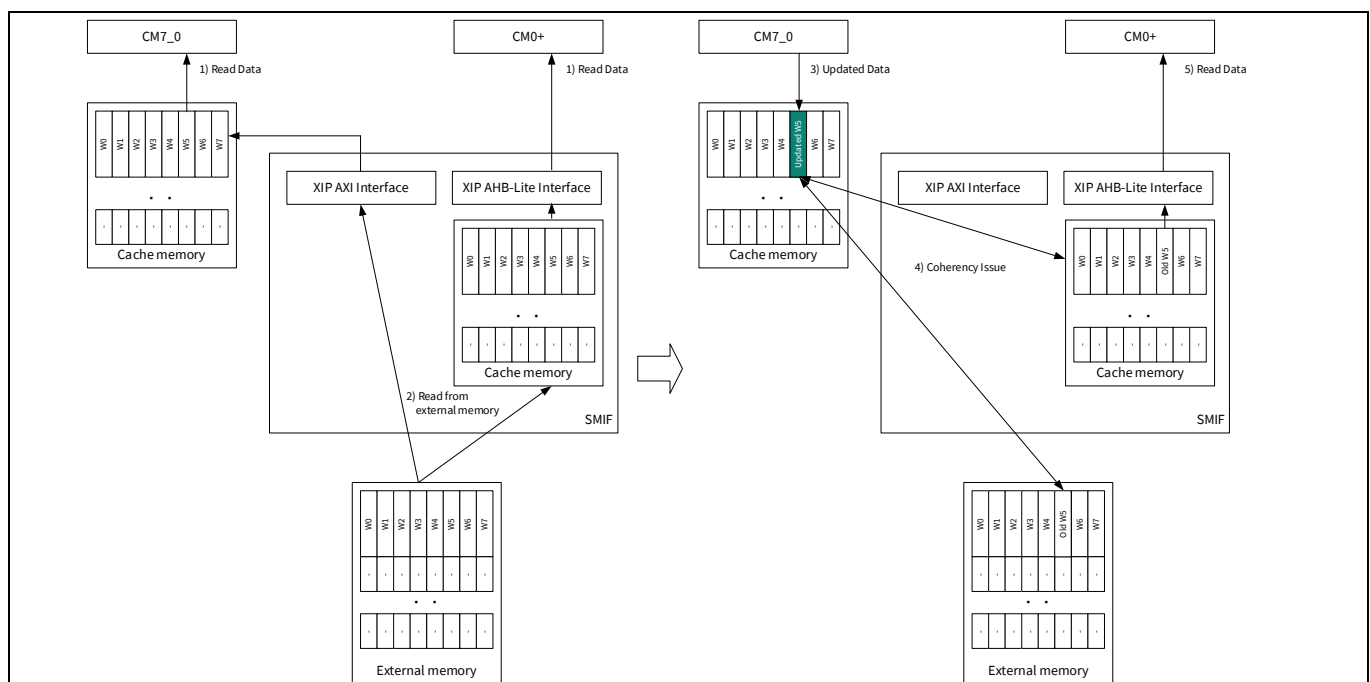 CM7_0
CM0+
1) Read Data
1) Read Data
W0 W1 W2 W3 W4 W5 W6 W7
. .
- - - - - - - -
Cache memory
XIP AXI Interface
XIP AHB-Lite Interface
W0 W1 W2 W3 W4 W5 W6 W7
. .
- - - - - - - -
Cache memory
2) Read from
external memory
SMIF
W0 W1 W2 W3 W4 W5 W6 W7
- - - - - - - -
. .
- - - - - - - -
External memory
CM7_0
CM0+
3) Updated Data
5) Read Data
W0 W1 W2 W3 W4 Updated W5 W6 W7
. .
- - - - - - - -
Cache memory
XIP AXI Interface
XIP AHB-Lite Interface
4) Coherency Issue
W0 W1 W2 W3 W4 Old W5 W6 W7
. .
- - - - - - - -
Cache memory
SMIF
W0 W1 W2 W3 W4 Old W5 W6 W7
- - - - - - - -
. .
- - - - - - - -
External memory